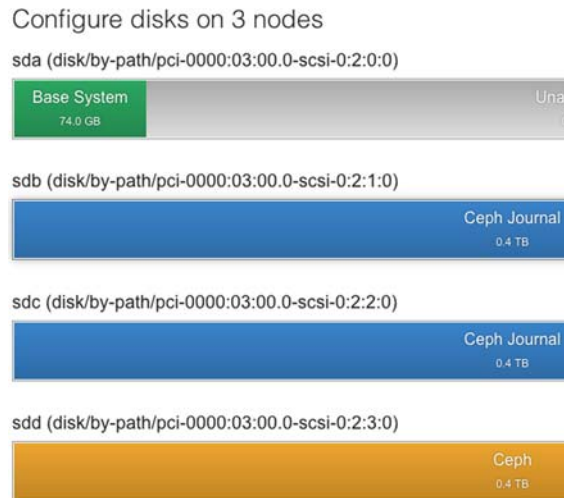 Configure disks on 3 nodes
sda (disk/by-path/pci-0000:03:00.0-scsi-0:2:0:0)
Base System
Una
74.0 GB
sdb (disk/by-path/pci-0000:03:00.0-scsi-0:2:1:0)
Ceph Journal
0.4 TB
sdc (disk/by-path/pci-0000:03:00.0-scsi-0:2:2:0)
Ceph Journal
0.4 TB
sdd (disk/by-path/pci-0000:03:00.0-scsi-0:2:3:0)
Ceph
0.4 TB